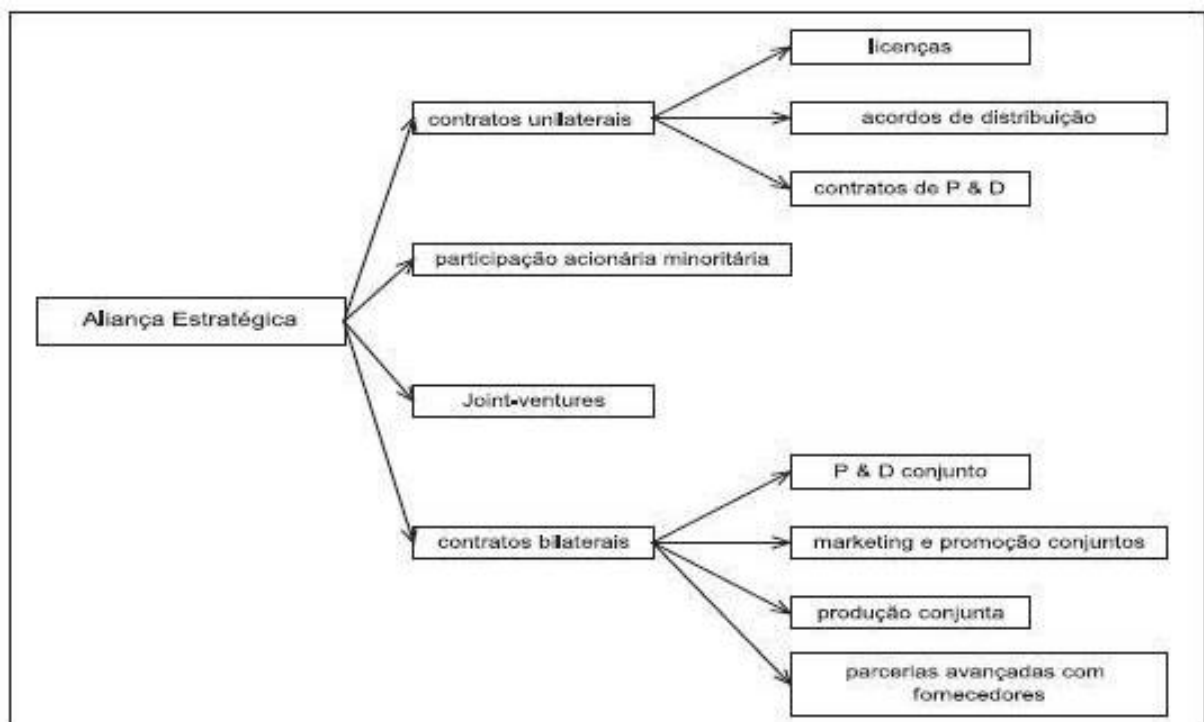 licenças
contratos unilaterais
acordos de distribuição
contratos de P & D
participação acionária minoritária
Aliança Estratégica
Joint-ventures
P & D conjunto
contratos bilaterais
marketing e promoção conjuntos
produção conjunta
parcerias avançadas com
fornecedores